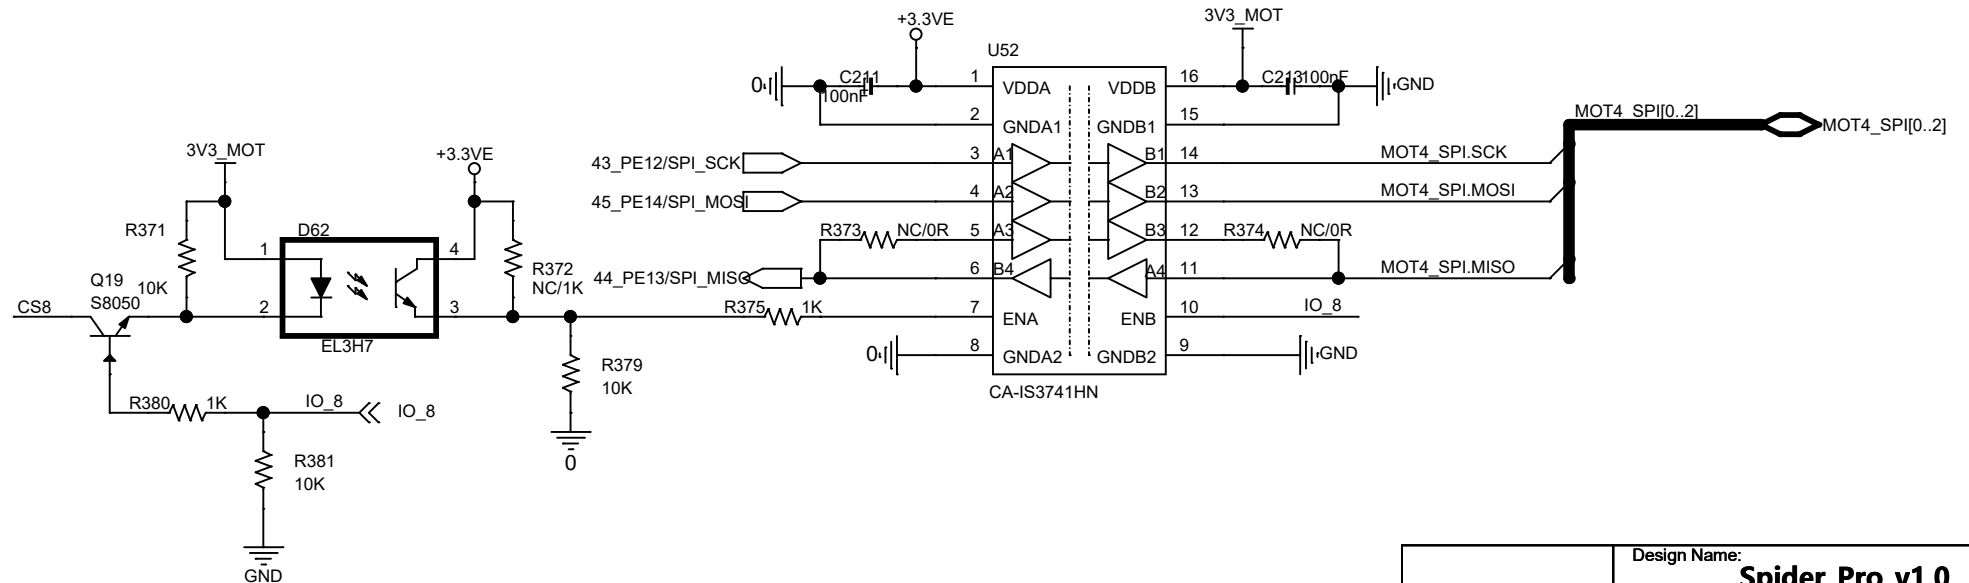 +3.3VE
3V3_MOT
U52
C211
100nF
0
1
VDDA
VDDB
16
C213
100nF
GND
2
GNDA1
GNDB1
15
MOT4_SPI[0..2]
MOT4_SPI[0..2]
3V3_MOT
+3.3VE
43_PE12/SPI_SCK
3
A1
B1
14
MOT4_SPI.SCK
45_PE14/SPI_MOSI
4
A2
B2
13
MOT4_SPI.MOSI
R371
10K
D62
R373
NC/0R
5
A3
B3
12
R374
NC/0R
1
4
R372
NC/1K
44_PE13/SPI_MISO
6
B4
A4
11
MOT4_SPI.MISO
Q19
S8050
CS8
2
3
R375
1K
7
ENA
ENB
10
IO_8
EL3H7
0
8
GNDA2
GNDB2
9
GND
R379
10K
CA-IS3741HN
R380
1K
IO_8
IO_8
0
R381
10K
GND
Design Name:
Spider Pro v1.0